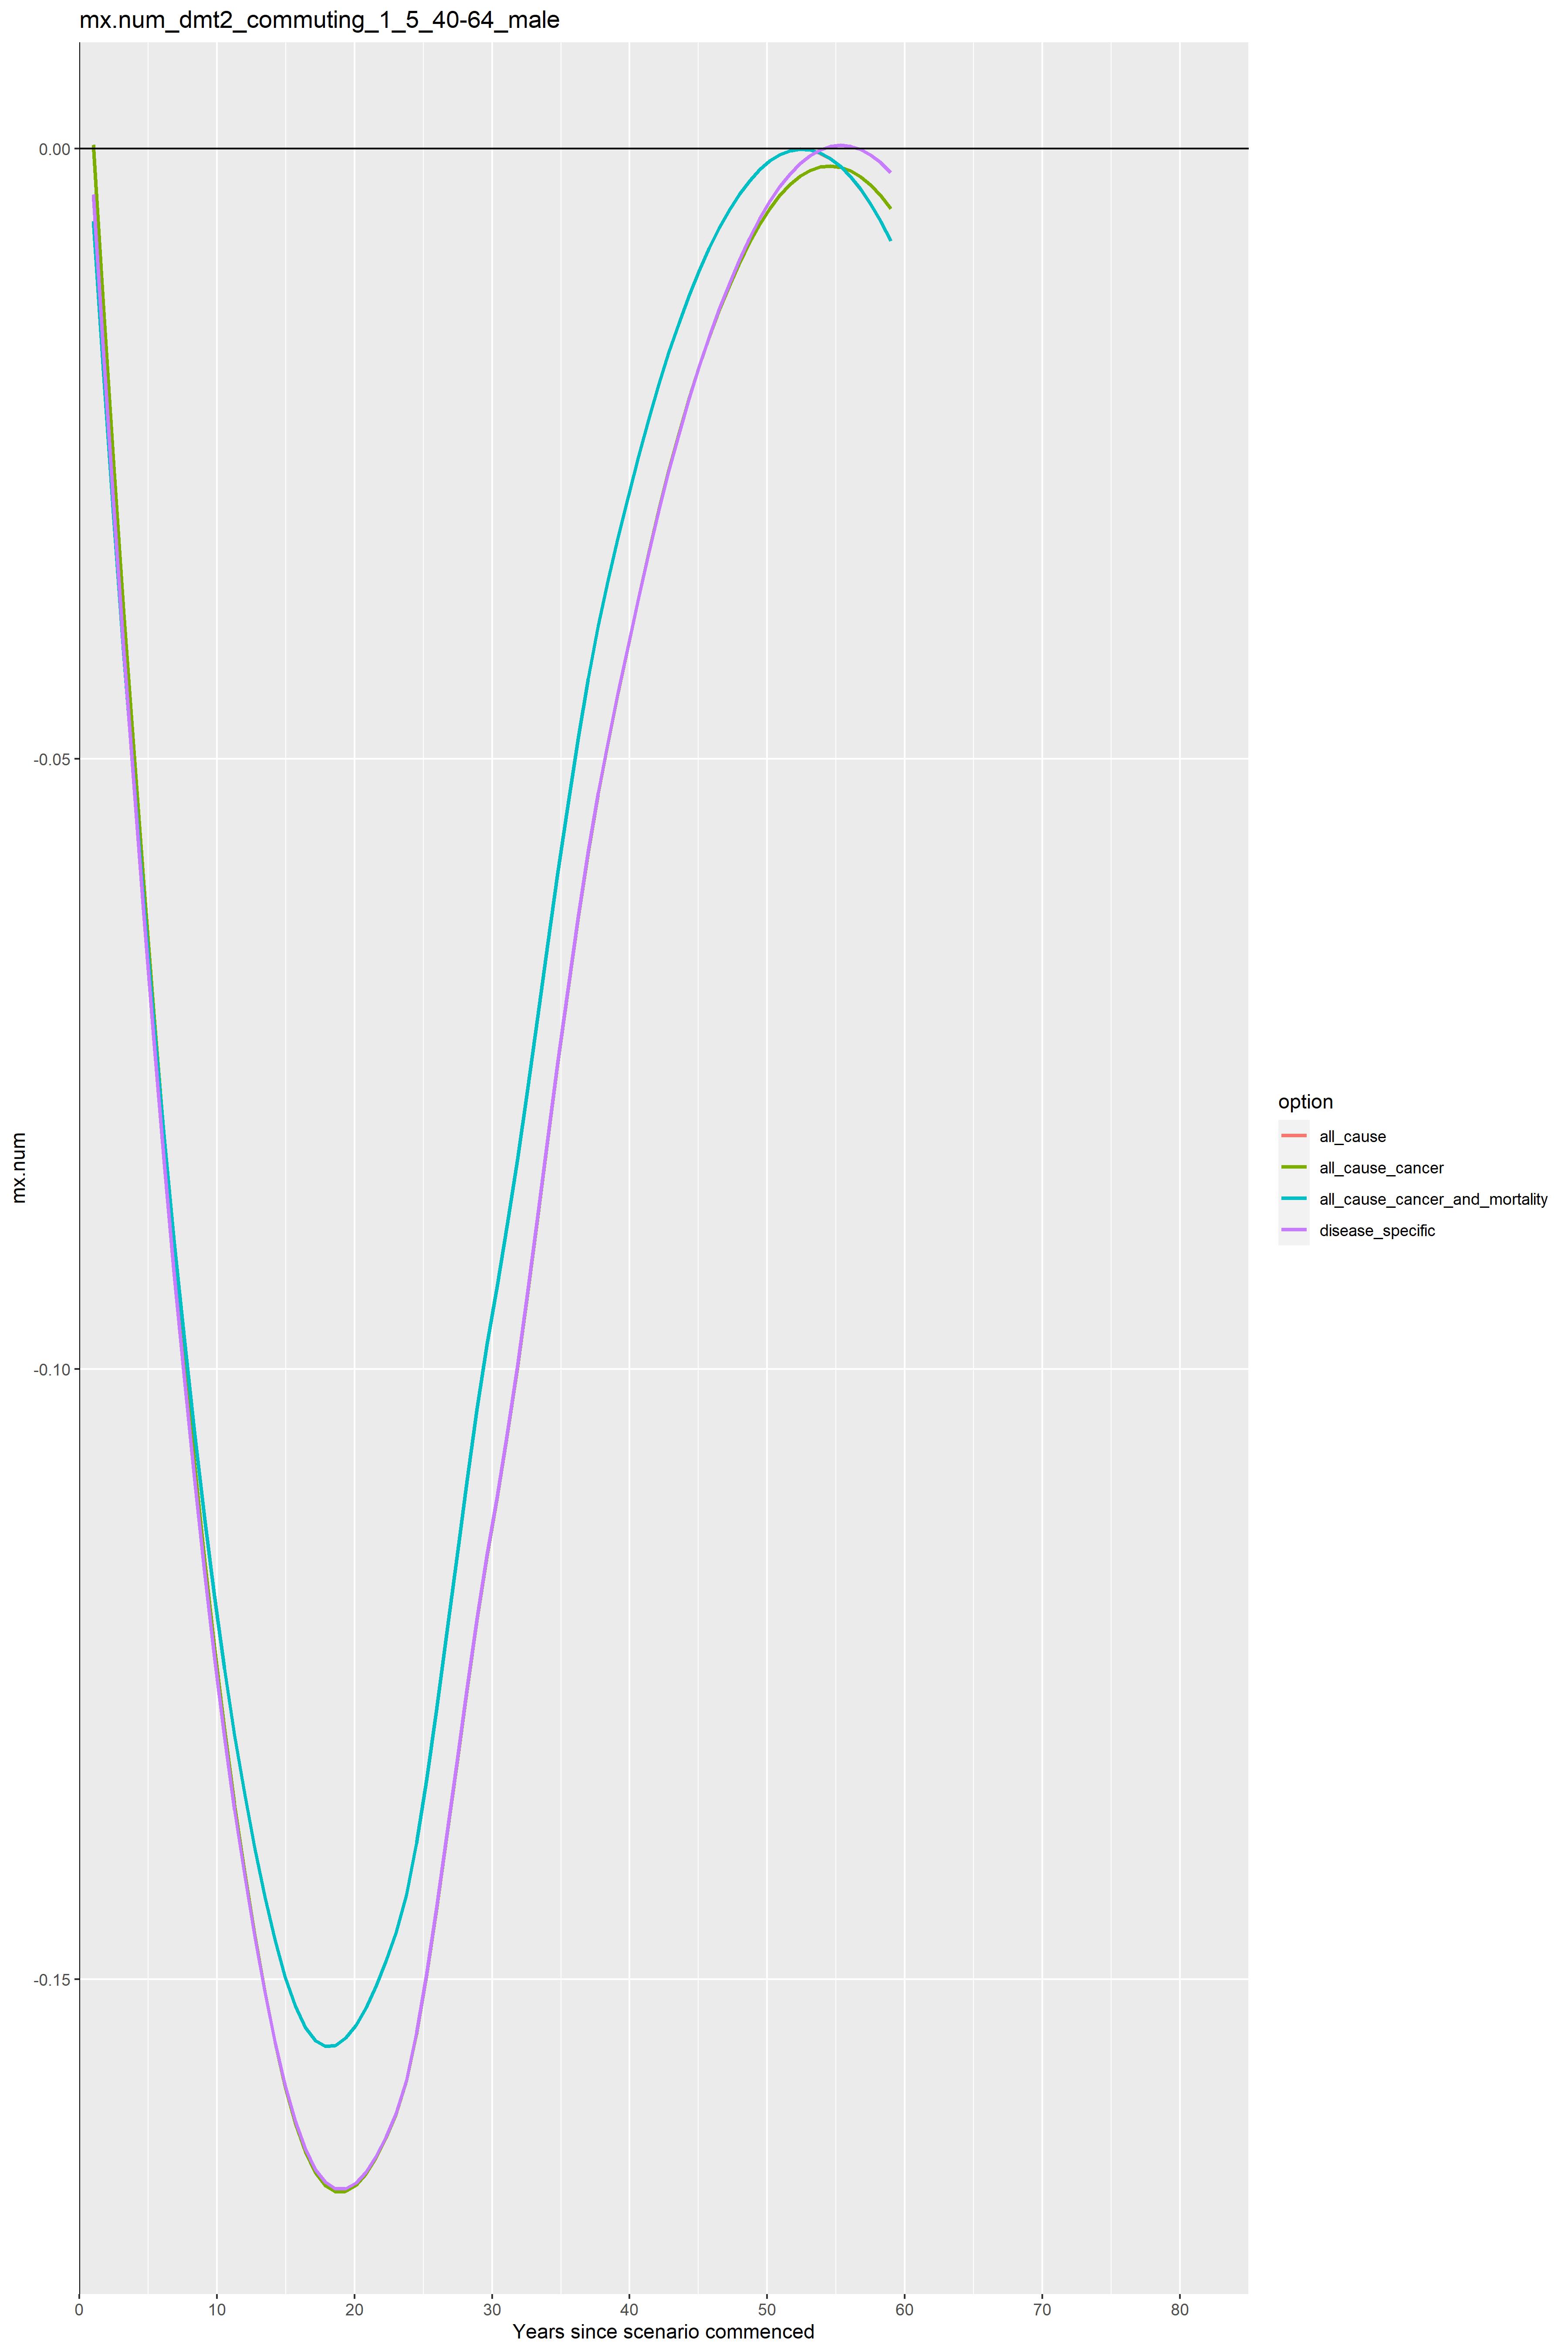 mx.num_dmt2_commuting_1_5_40-64_male
0.00
-0.05
-0.10
-0.15
mx.num
0 10 20 30 40 50 60 70 80
Years since scenario commenced
option
all_cause
all_cause_cancer
all_cause_cancer_and_mortality
disease_specific